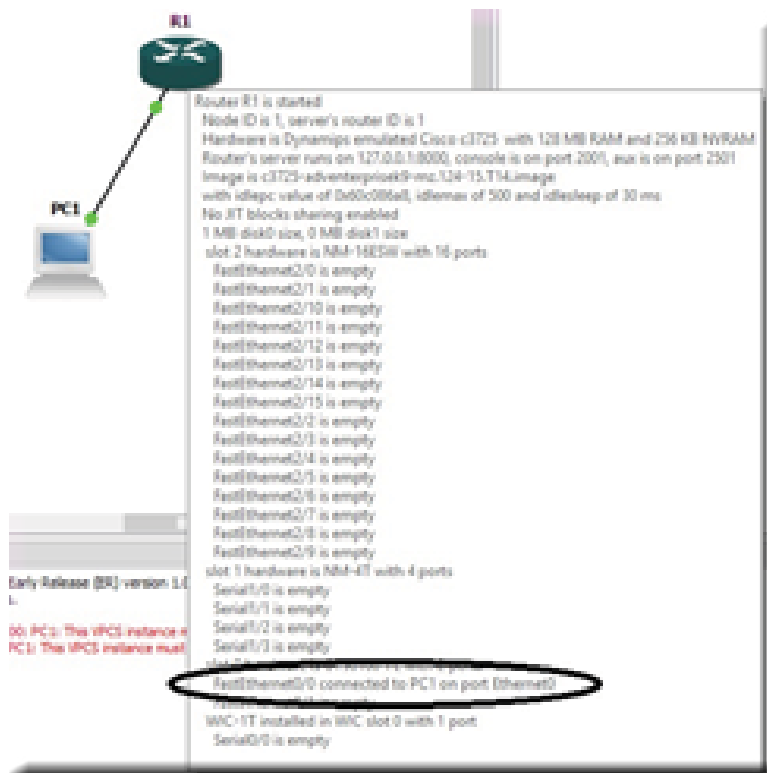 R1
PC1
Router R1 is started
Node ID is 1, server's router ID is 1
Hardware is Dynamips emulated Cisco c3725 with 128 MB RAM and 256 KB NVRAM
Router's server runs on 127.0.0.1:8000, console is on port 2001, aux is on port 2501
Image is c3725-adventerprisek9-mz.124-15.T14.image
with idlepc value of idlemax of 500 and idlesleep of 30 ms
No JIT blocks sharing enabled
1 MB disk0 size, 0 MB disk1 size
slot 2 hardware is NM-16ESW with 16 ports
FastEthernet2/0 is empty
FastEthernet2/1 is empty
FastEthernet2/10 is empty
FastEthernet2/11 is empty
FastEthernet2/12 is empty
FastEthernet2/13 is empty
FastEthernet2/14 is empty
FastEthernet2/15 is empty
FastEthernet2/2 is empty
FastEthernet2/3 is empty
FastEthernet2/4 is empty
FastEthernet2/5 is empty
FastEthernet2/6 is empty
FastEthernet2/7 is empty
FastEthernet2/8 is empty
FastEthernet2/9 is empty
slot 1 hardware is NM-4T with 4 ports
Serial1/0 is empty
Serial1/1 is empty
Serial1/2 is empty
Serial1/3 is empty
FastEthernet0/0 connected to PC1 on port Ethernet0
WIC-1T installed in WIC slot 0 with 1 port
Serial0/0 is empty
Early Release (ER) version 1.0
PC1: This VPCS instance
PC1: This VPCS instance must